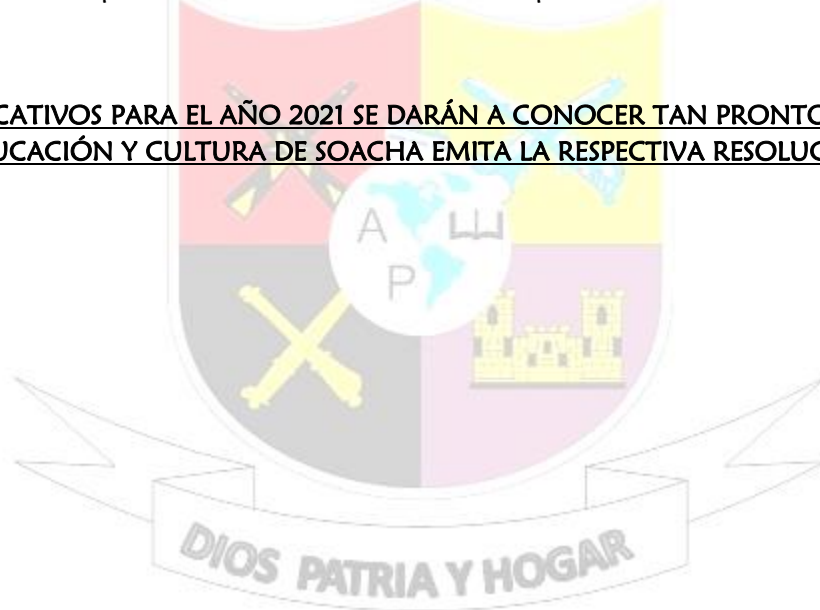 CATIVOS PARA EL AÑO 2021 SE DARÁN A CONOCER TAN PRONTO
UCACIÓN Y CULTURA DE SOACHA EMITA LA RESPECTIVA RESOLUC
A
P
DIOS PATRIA Y HOGAR